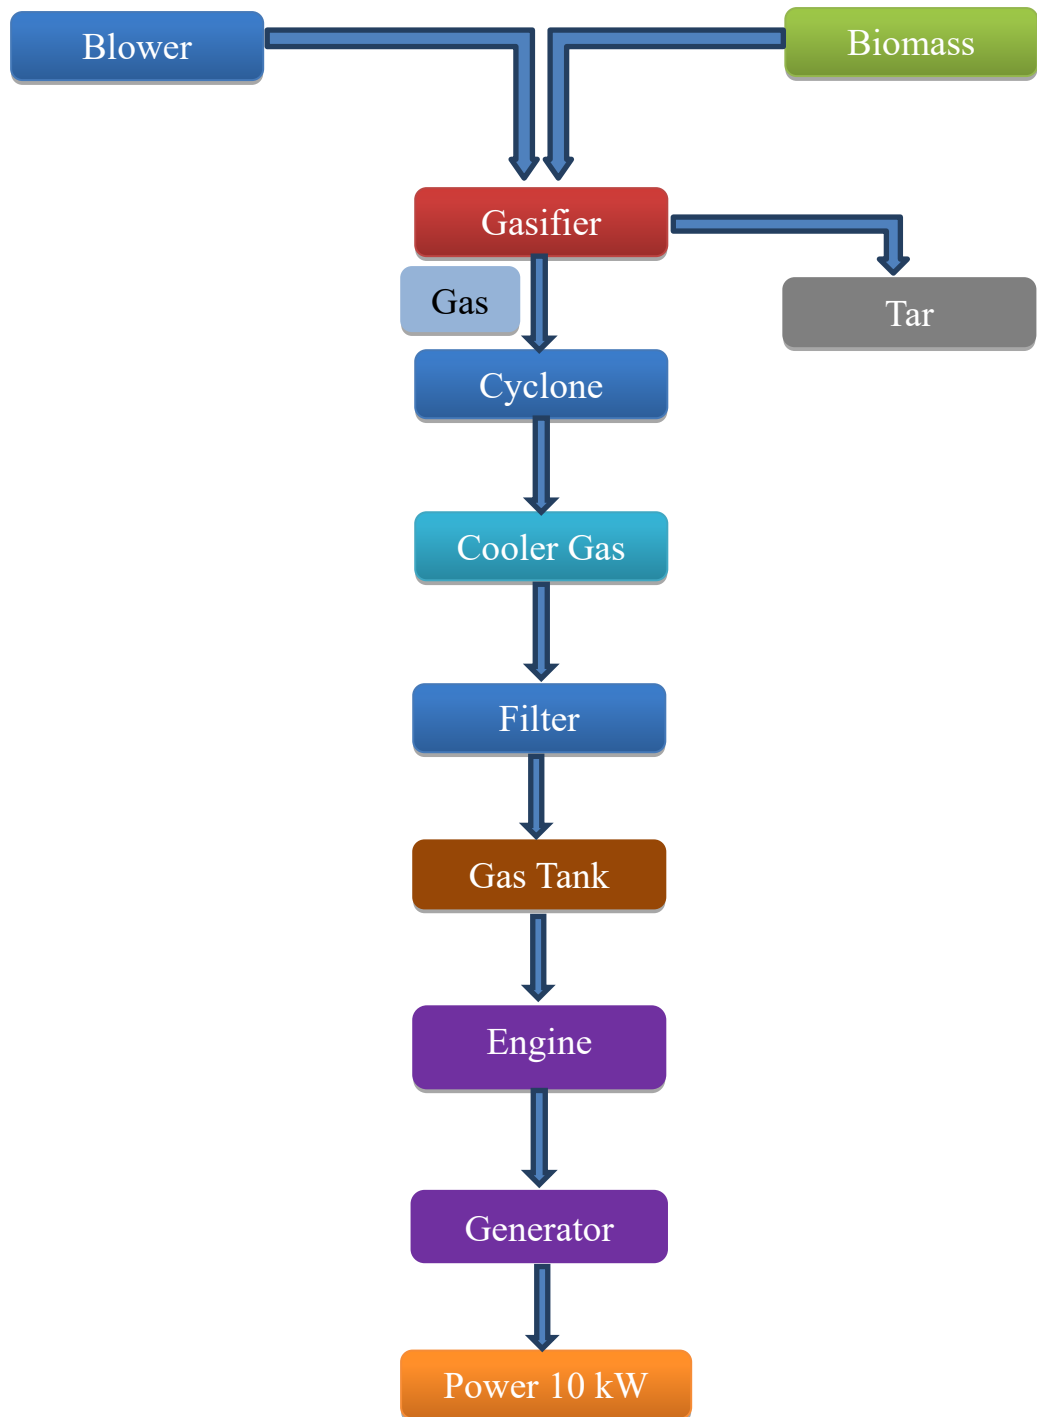 Blower
Biomass
Gasifier
Gas
Tar
Cyclone
Cooler Gas
Filter
Gas Tank
Engine
Generator
Power 10 kW